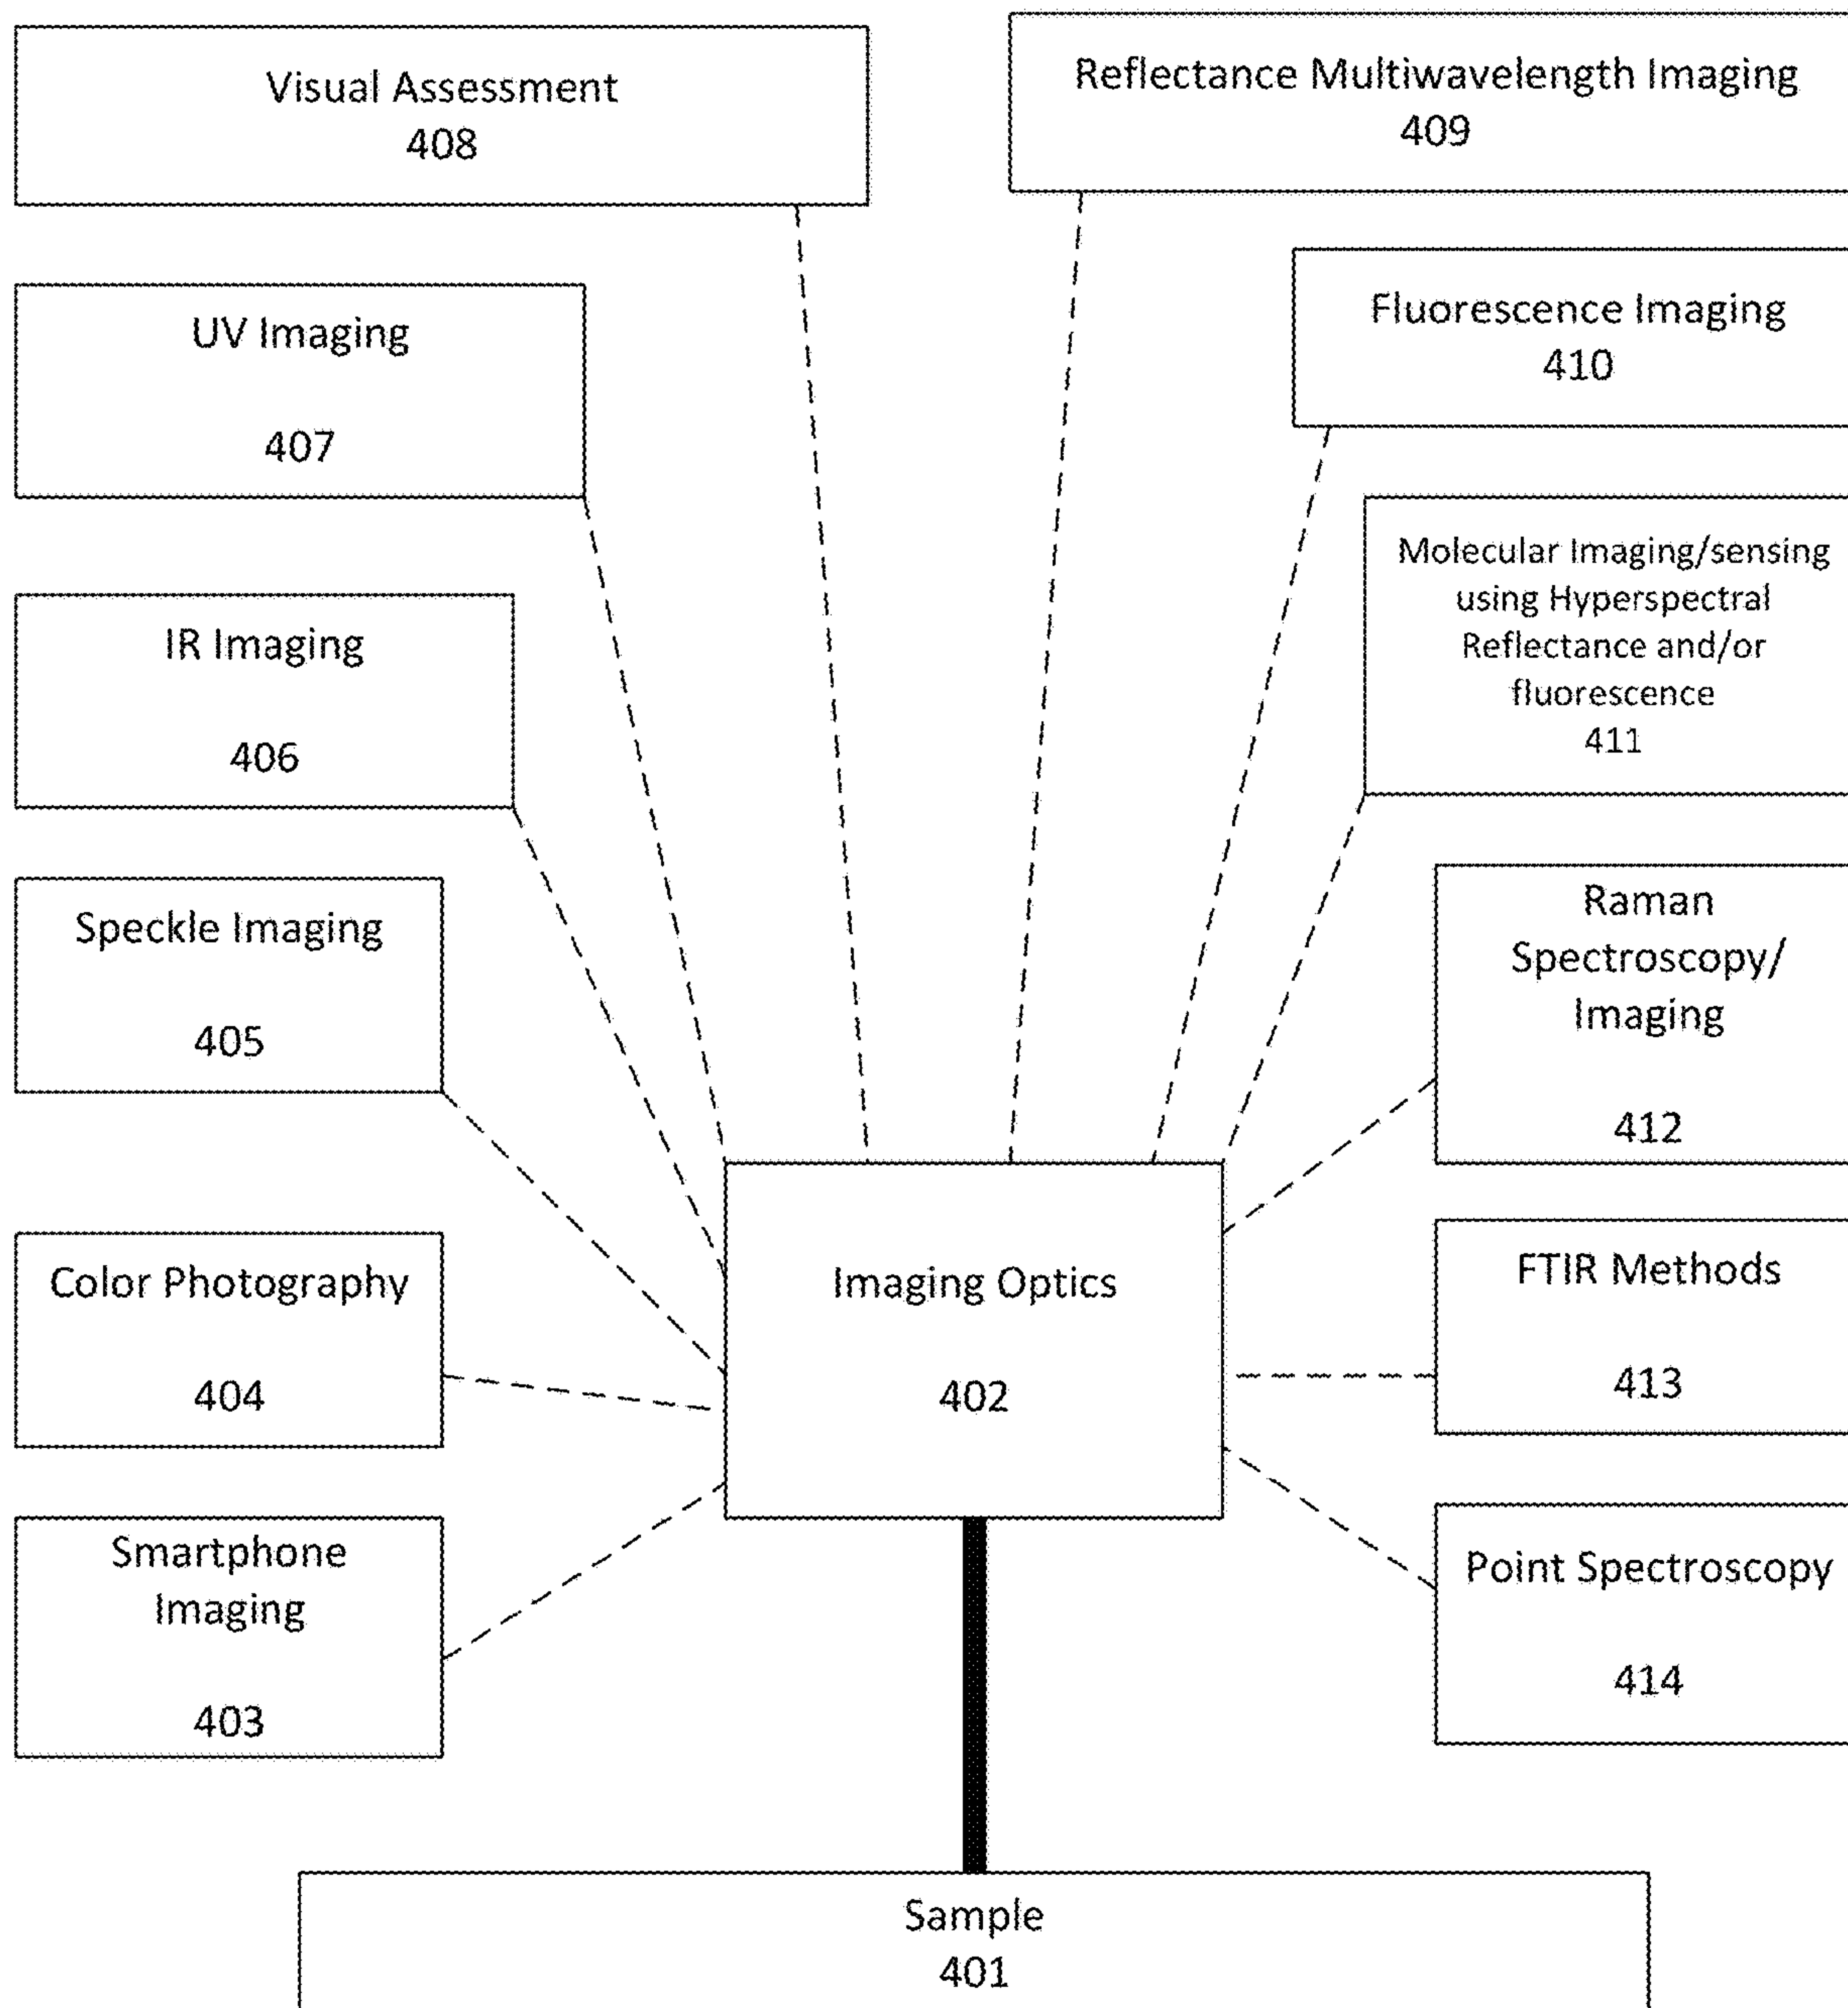 Visual Assessment
408
Reflectance Multiwavelength Imaging
409
UV Imaging
407
Fluorescence Imaging
410
Molecular Imaging/sensing
using Hyperspectral
Reflectance and/or
fluorescence
411
IR Imaging
406
Speckle Imaging
405
Raman
Spectroscopy/
Imaging
412
Color Photography
404
Imaging Optics
402
FTIR Methods
413
Smartphone
Imaging
403
Point Spectroscopy
414
Sample
401